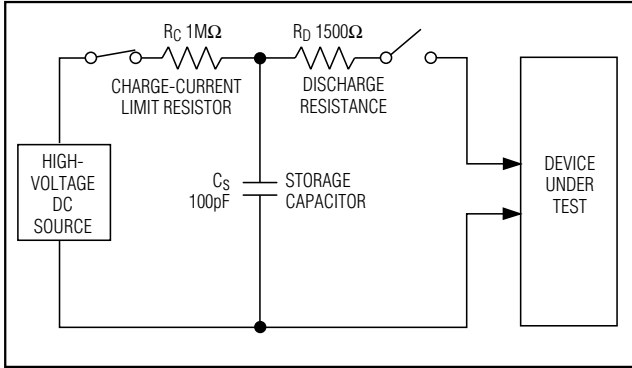 RC 1MΩ
CHARGE-CURRENT
LIMIT RESISTOR
RD 1500Ω
DISCHARGE
RESISTANCE
HIGH-
VOLTAGE
DC
SOURCE
CS
100pF
STORAGE
CAPACITOR
DEVICE
UNDER
TEST